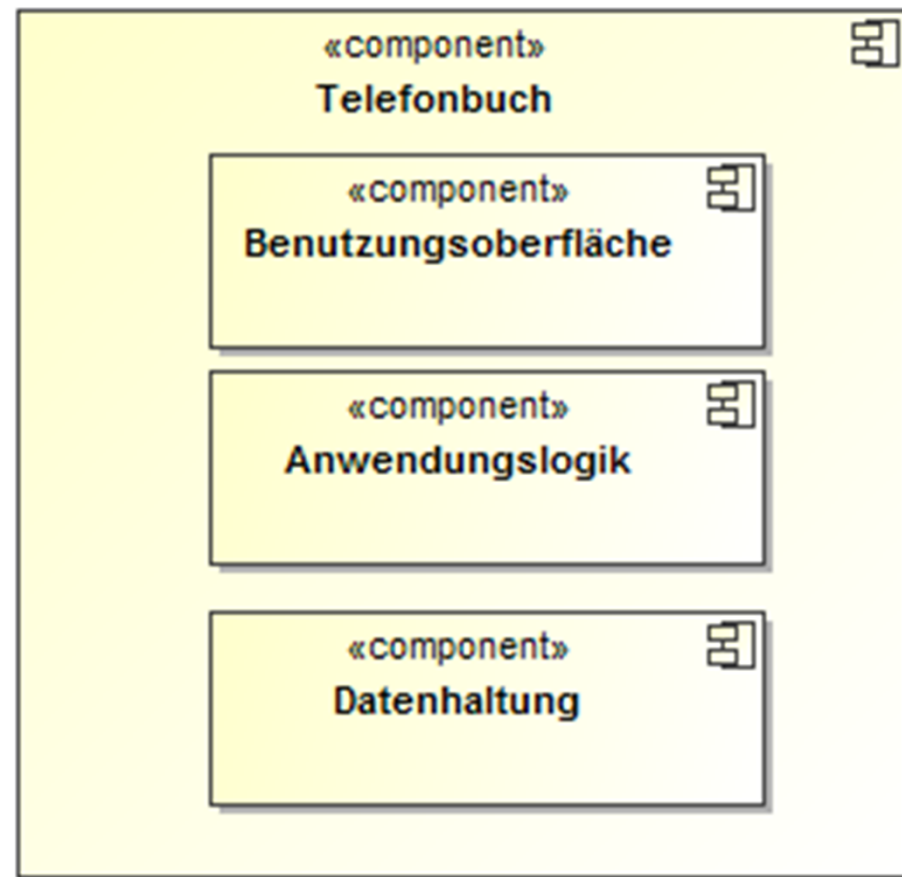 «component»
Telefonbuch
«component»
Benutzungsoberfläche
«component»
Anwendungslogik
«component»
Datenhaltung